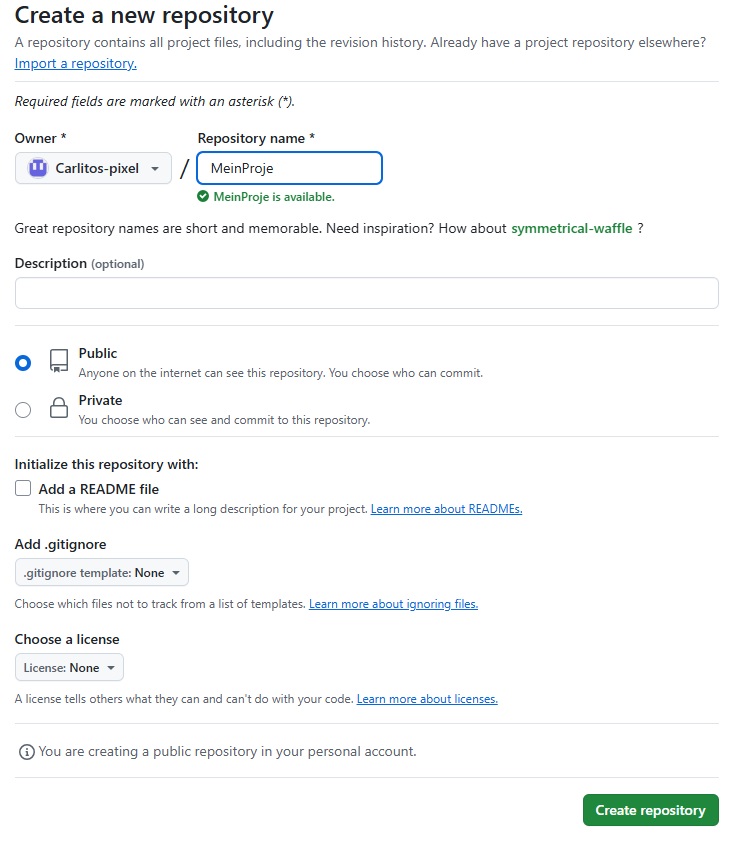 Create a new repository
A repository contains all project files, including the revision history. Already have a project repository elsewhere?
Import a repository.
Required fields are marked with an asterisk (*).
Owner * Repository name *
Carlitos-pixel / MeinProje
MeinProje is available.
Great repository names are short and memorable. Need inspiration? How about symmetrical-waffle ?
Description (optional)
Public
Anyone on the internet can see this repository. You choose who can commit.
Private
You choose who can see and commit to this repository.
Initialize this repository with:
Add a README file
This is where you can write a long description for your project. Learn more about READMEs.
Add .gitignore
.gitignore template: None
Choose which files not to track from a list of templates. Learn more about ignoring files.
Choose a license
License: None
A license tells others what they can and can't do with your code. Learn more about licenses.
You are creating a public repository in your personal account.
Create repository